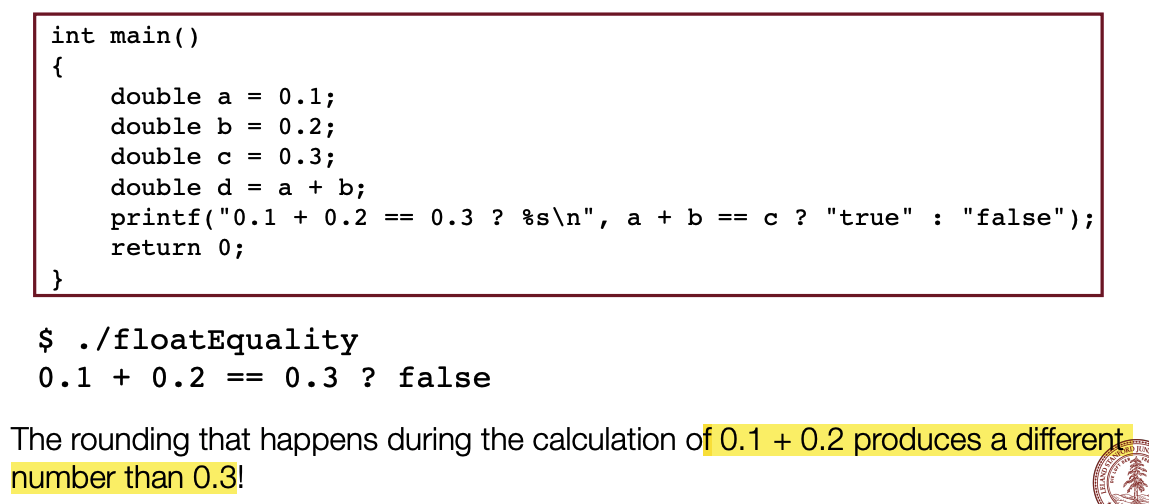 int main()
{
    double a = 0.1;
    double b = 0.2;
    double c = 0.3;
    double d = a + b;
    printf("0.1 + 0.2 == 0.3 ? %s\n", a + b == c ? "true" : "false");
    return 0;
}
$ ./floatEquality
0.1 + 0.2 == 0.3 ? false
The rounding that happens during the calculation of 0.1 + 0.2 produces a different
number than 0.3!